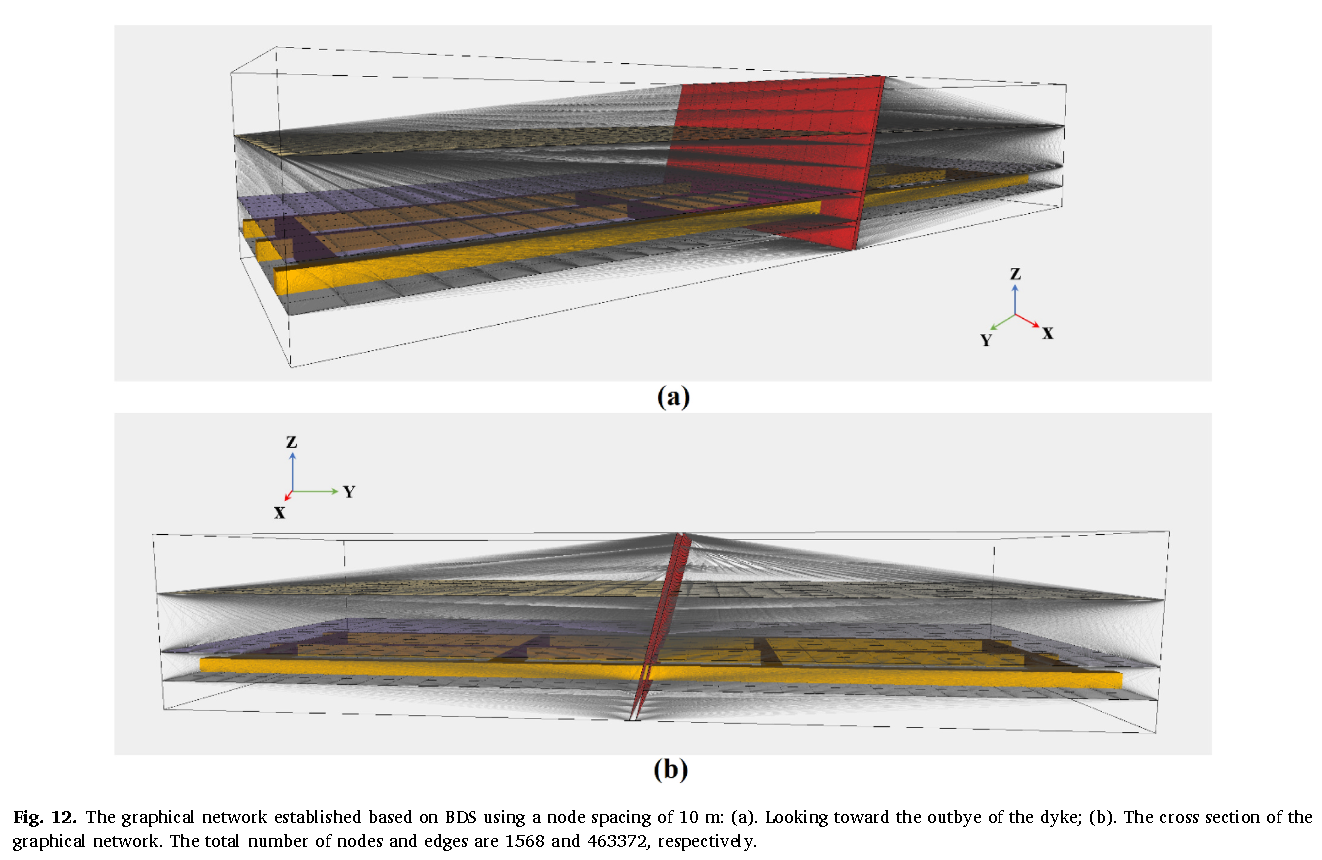 Z
X
Y
(a)
Z
Y
X
(b)
Fig. 12. The graphical network established based on BDS using a node spacing of 10 m: (a). Looking toward the outbye of the dyke; (b). The cross section of the
graphical network. The total number of nodes and edges are 1568 and 463372, respectively.